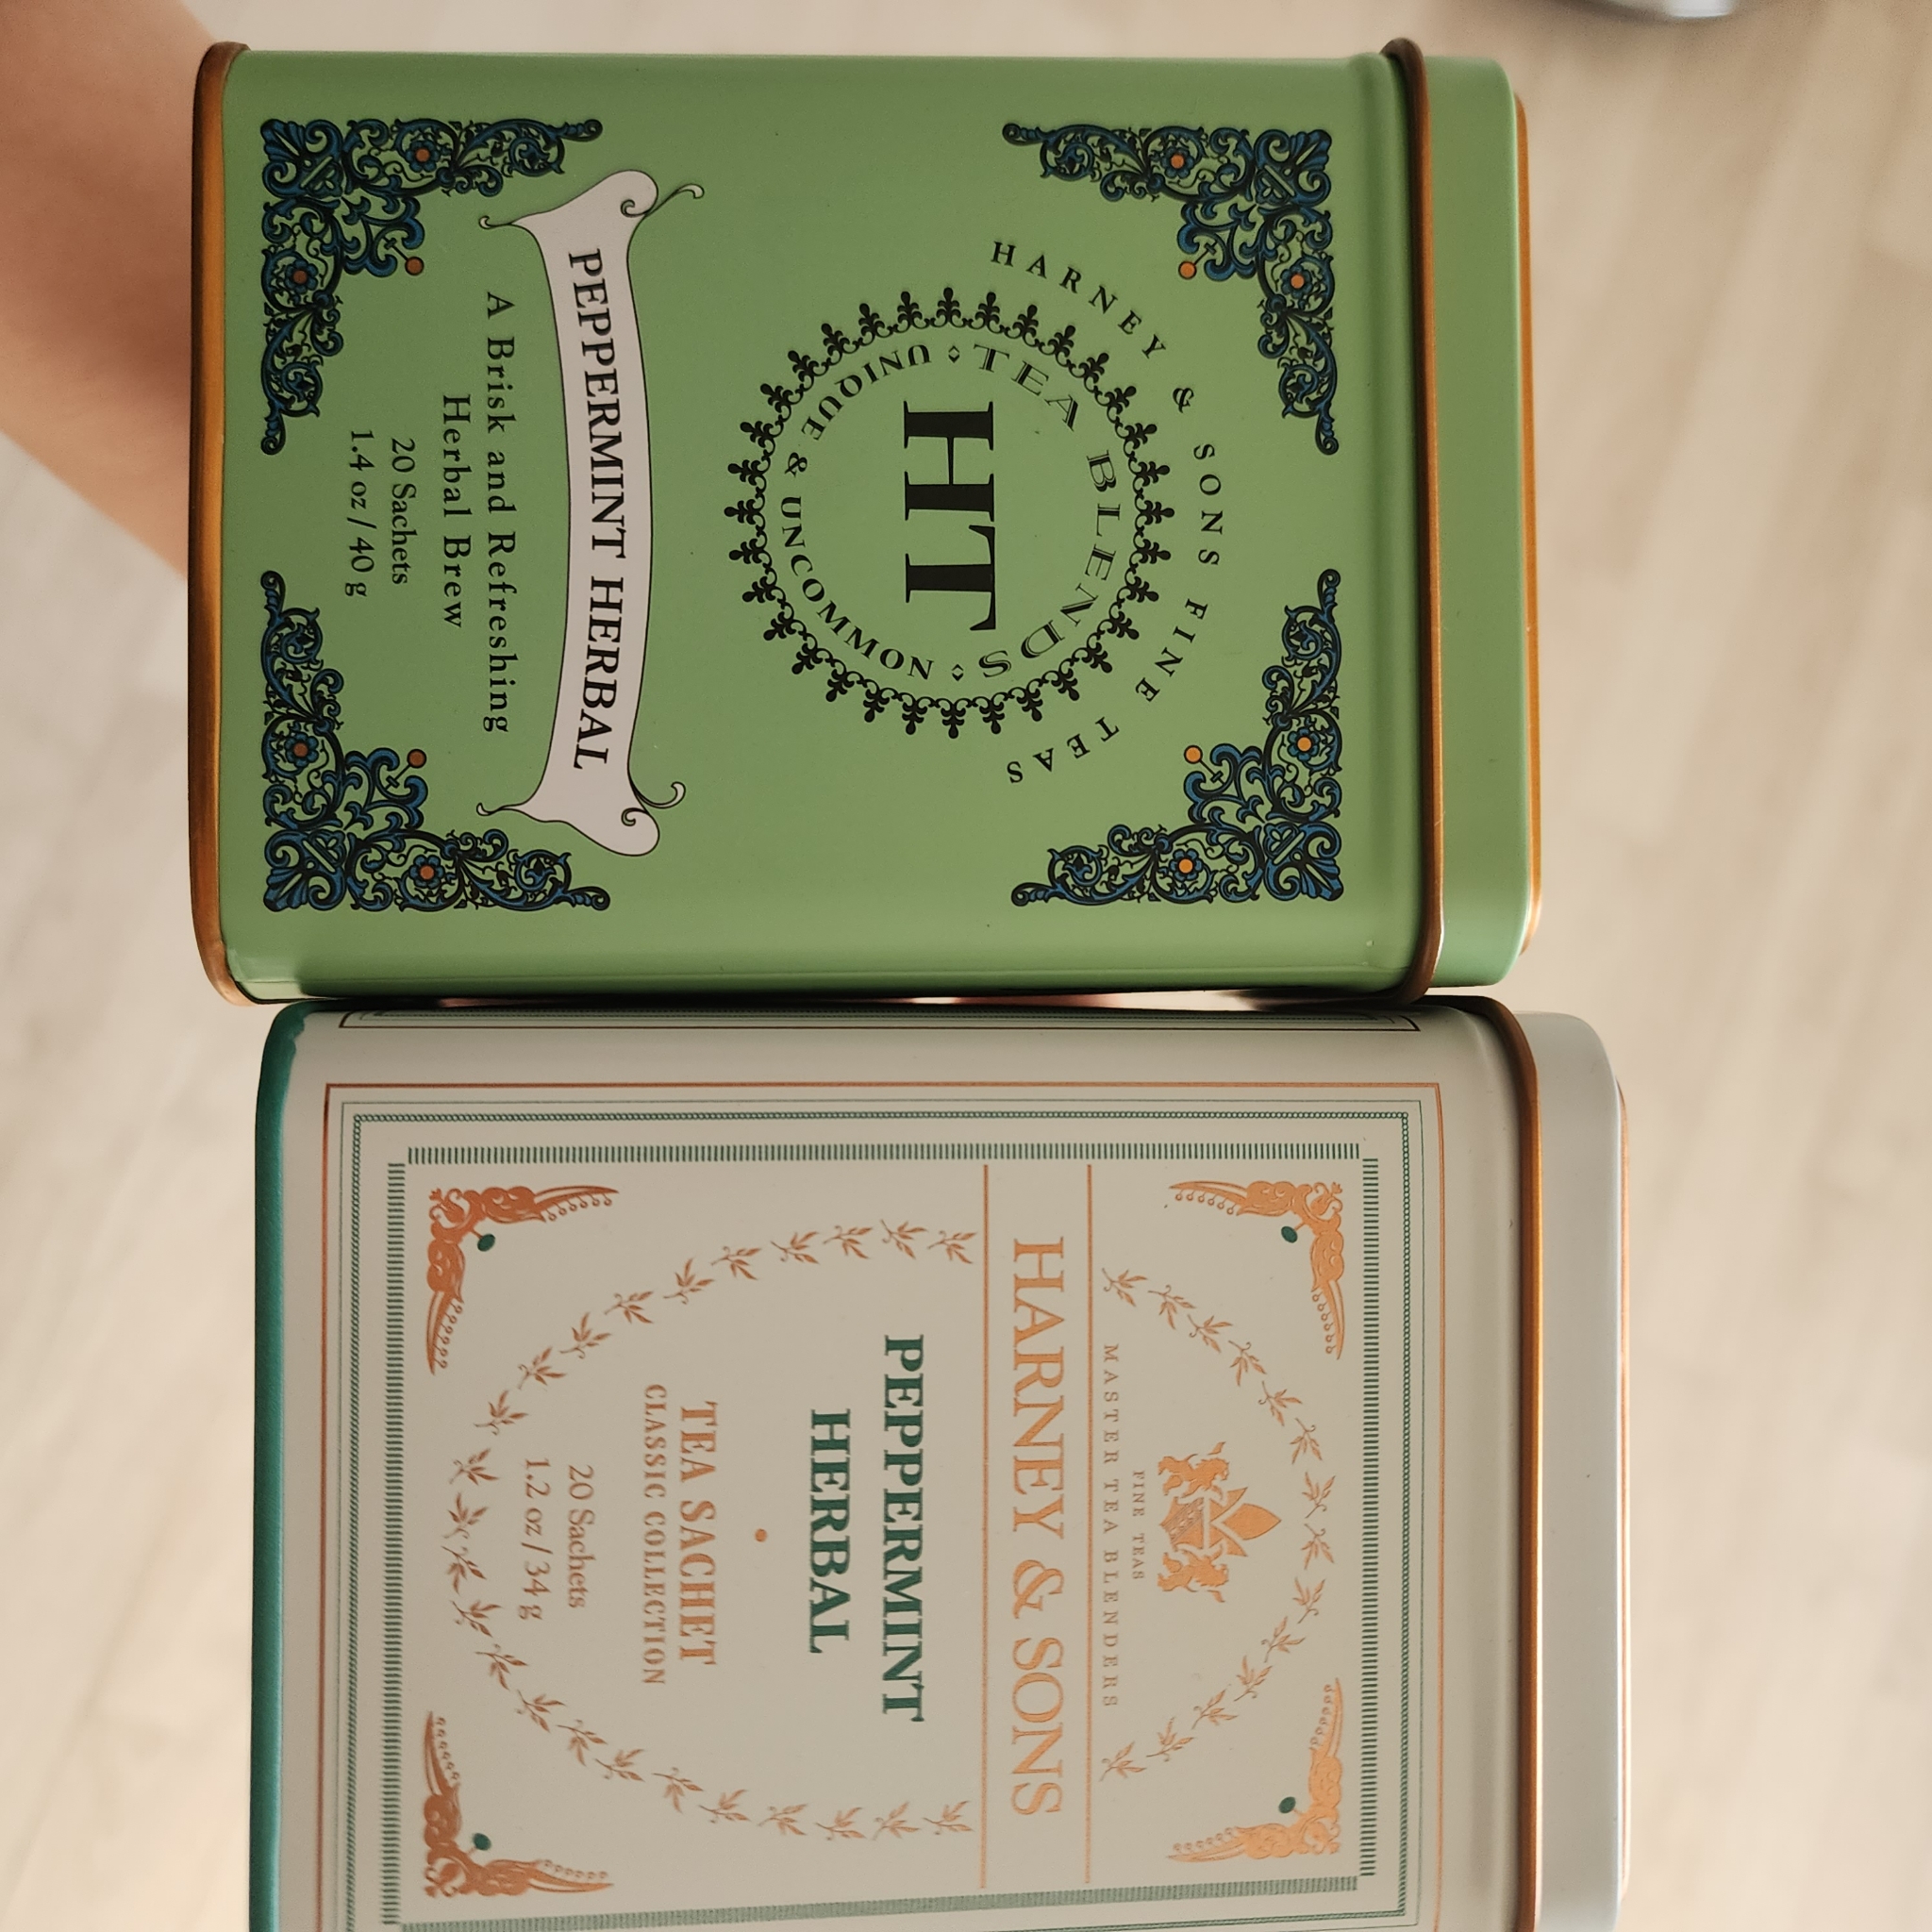 HARNEY & SONS FINE TEAS
TEA BLENDS
HT
UNIQUE & UNCOMMON
PEPPERMINT HERBAL
A Brisk and Refreshing
Herbal Brew
20 Sachets
1.4 oz / 40 g
FINE TEAS
MASTER TEA BLENDERS
HARNEY & SONS
PEPPERMINT
HERBAL
TEA SACHET
CLASSIC COLLECTION
20 Sachets
1.2 oz / 34 g